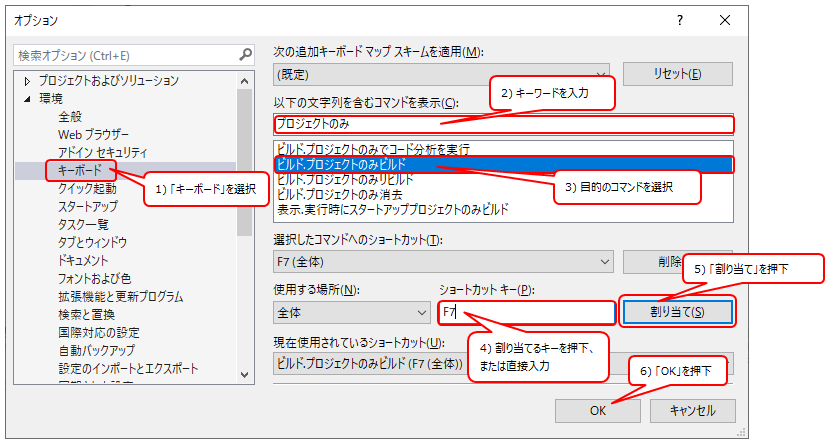 オプション
? ×
検索オプション (Ctrl+E)
プロジェクトおよびソリューション
環境
全般
Web ブラウザー
アドイン セキュリティ
キーボード
クイック起動
スタートアップ
タスク一覧
タブとウィンドウ
ドキュメント
フォントおよび色
拡張機能と更新プログラム
検索と置換
国際対応の設定
自動バックアップ
設定のインポートとエクスポート
1) 「キーボード」を選択
次の追加キーボード マップ スキームを適用(M):
(既定)
リセット(E)
2) キーワードを入力
以下の文字列を含むコマンドを表示(C):
プロジェクトのみ
ビルド.プロジェクトのみでコード分析を実行
ビルド.プロジェクトのみビルド
ビルド.プロジェクトのみリビルド
ビルド.プロジェクトのみ消去
表示.実行時にスタートアッププロジェクトのみビルド
3) 目的のコマンドを選択
選択したコマンドへのショートカット(T):
F7 (全体)
削除
5) 「割り当て」を押下
使用する場所(N):
ショートカット キー(P):
全体
F7
割り当て(S)
4) 割り当てるキーを押下、
または直接入力
現在使用されているショートカット(U):
ビルド.プロジェクトのみビルド (F7 (全体))
6) 「OK」を押下
OK
キャンセル